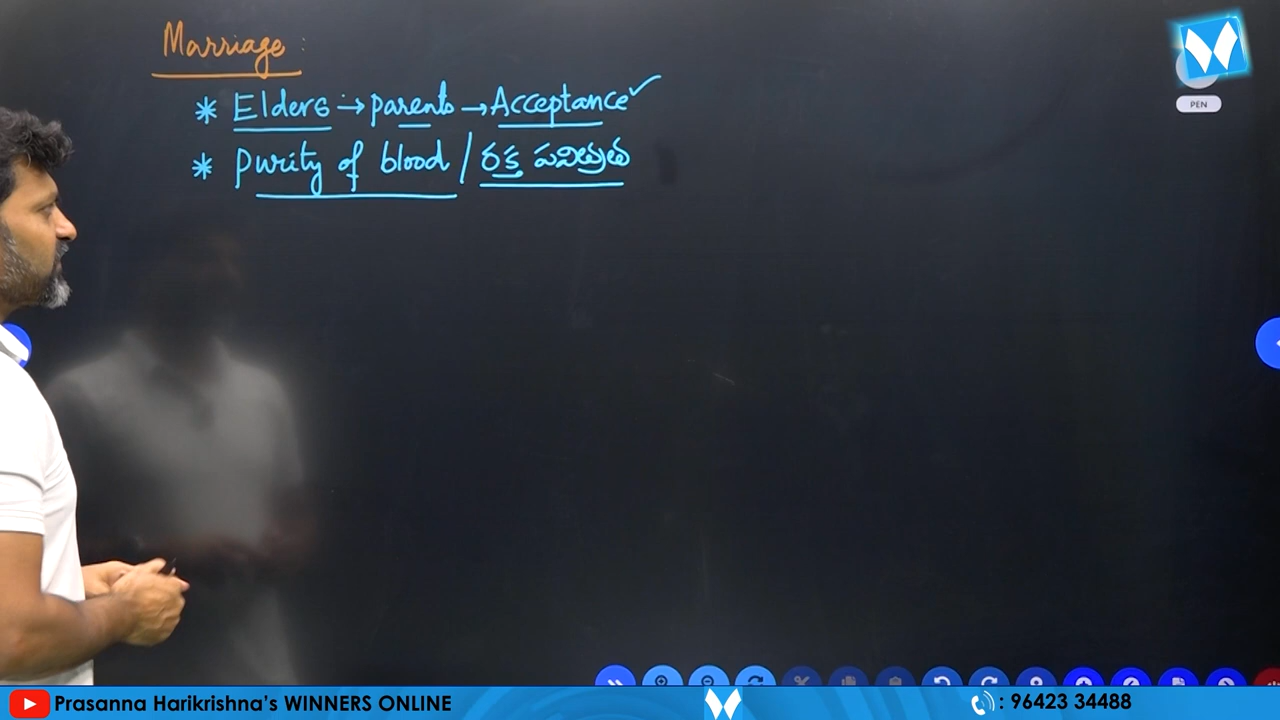 Marriage :
* Elders → parents → Acceptance ✓
* purity of blood / రక్త పవిత్రత
PEN
Prasanna Harikrishna's WINNERS ONLINE
: 96423 34488